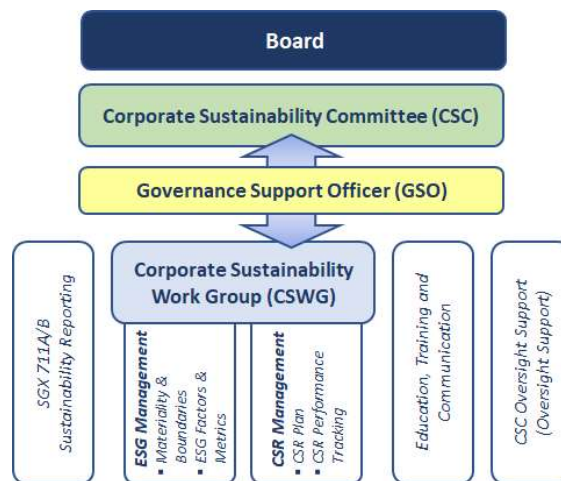 Board
Corporate Sustainability Committee (CSC)
Governance Support Officer (GSO)
Corporate Sustainability
Work Group (CSWG)
SGX 711A/B
Sustainability Reporting
ESG Management
▪ Materiality &
Boundaries
▪ ESG Factors &
Metrics
CSR Management
▪ CSR Plan
▪ CSR Performance
Tracking
Education, Training and
Communication
CSC Oversight Support
(Oversight Support)